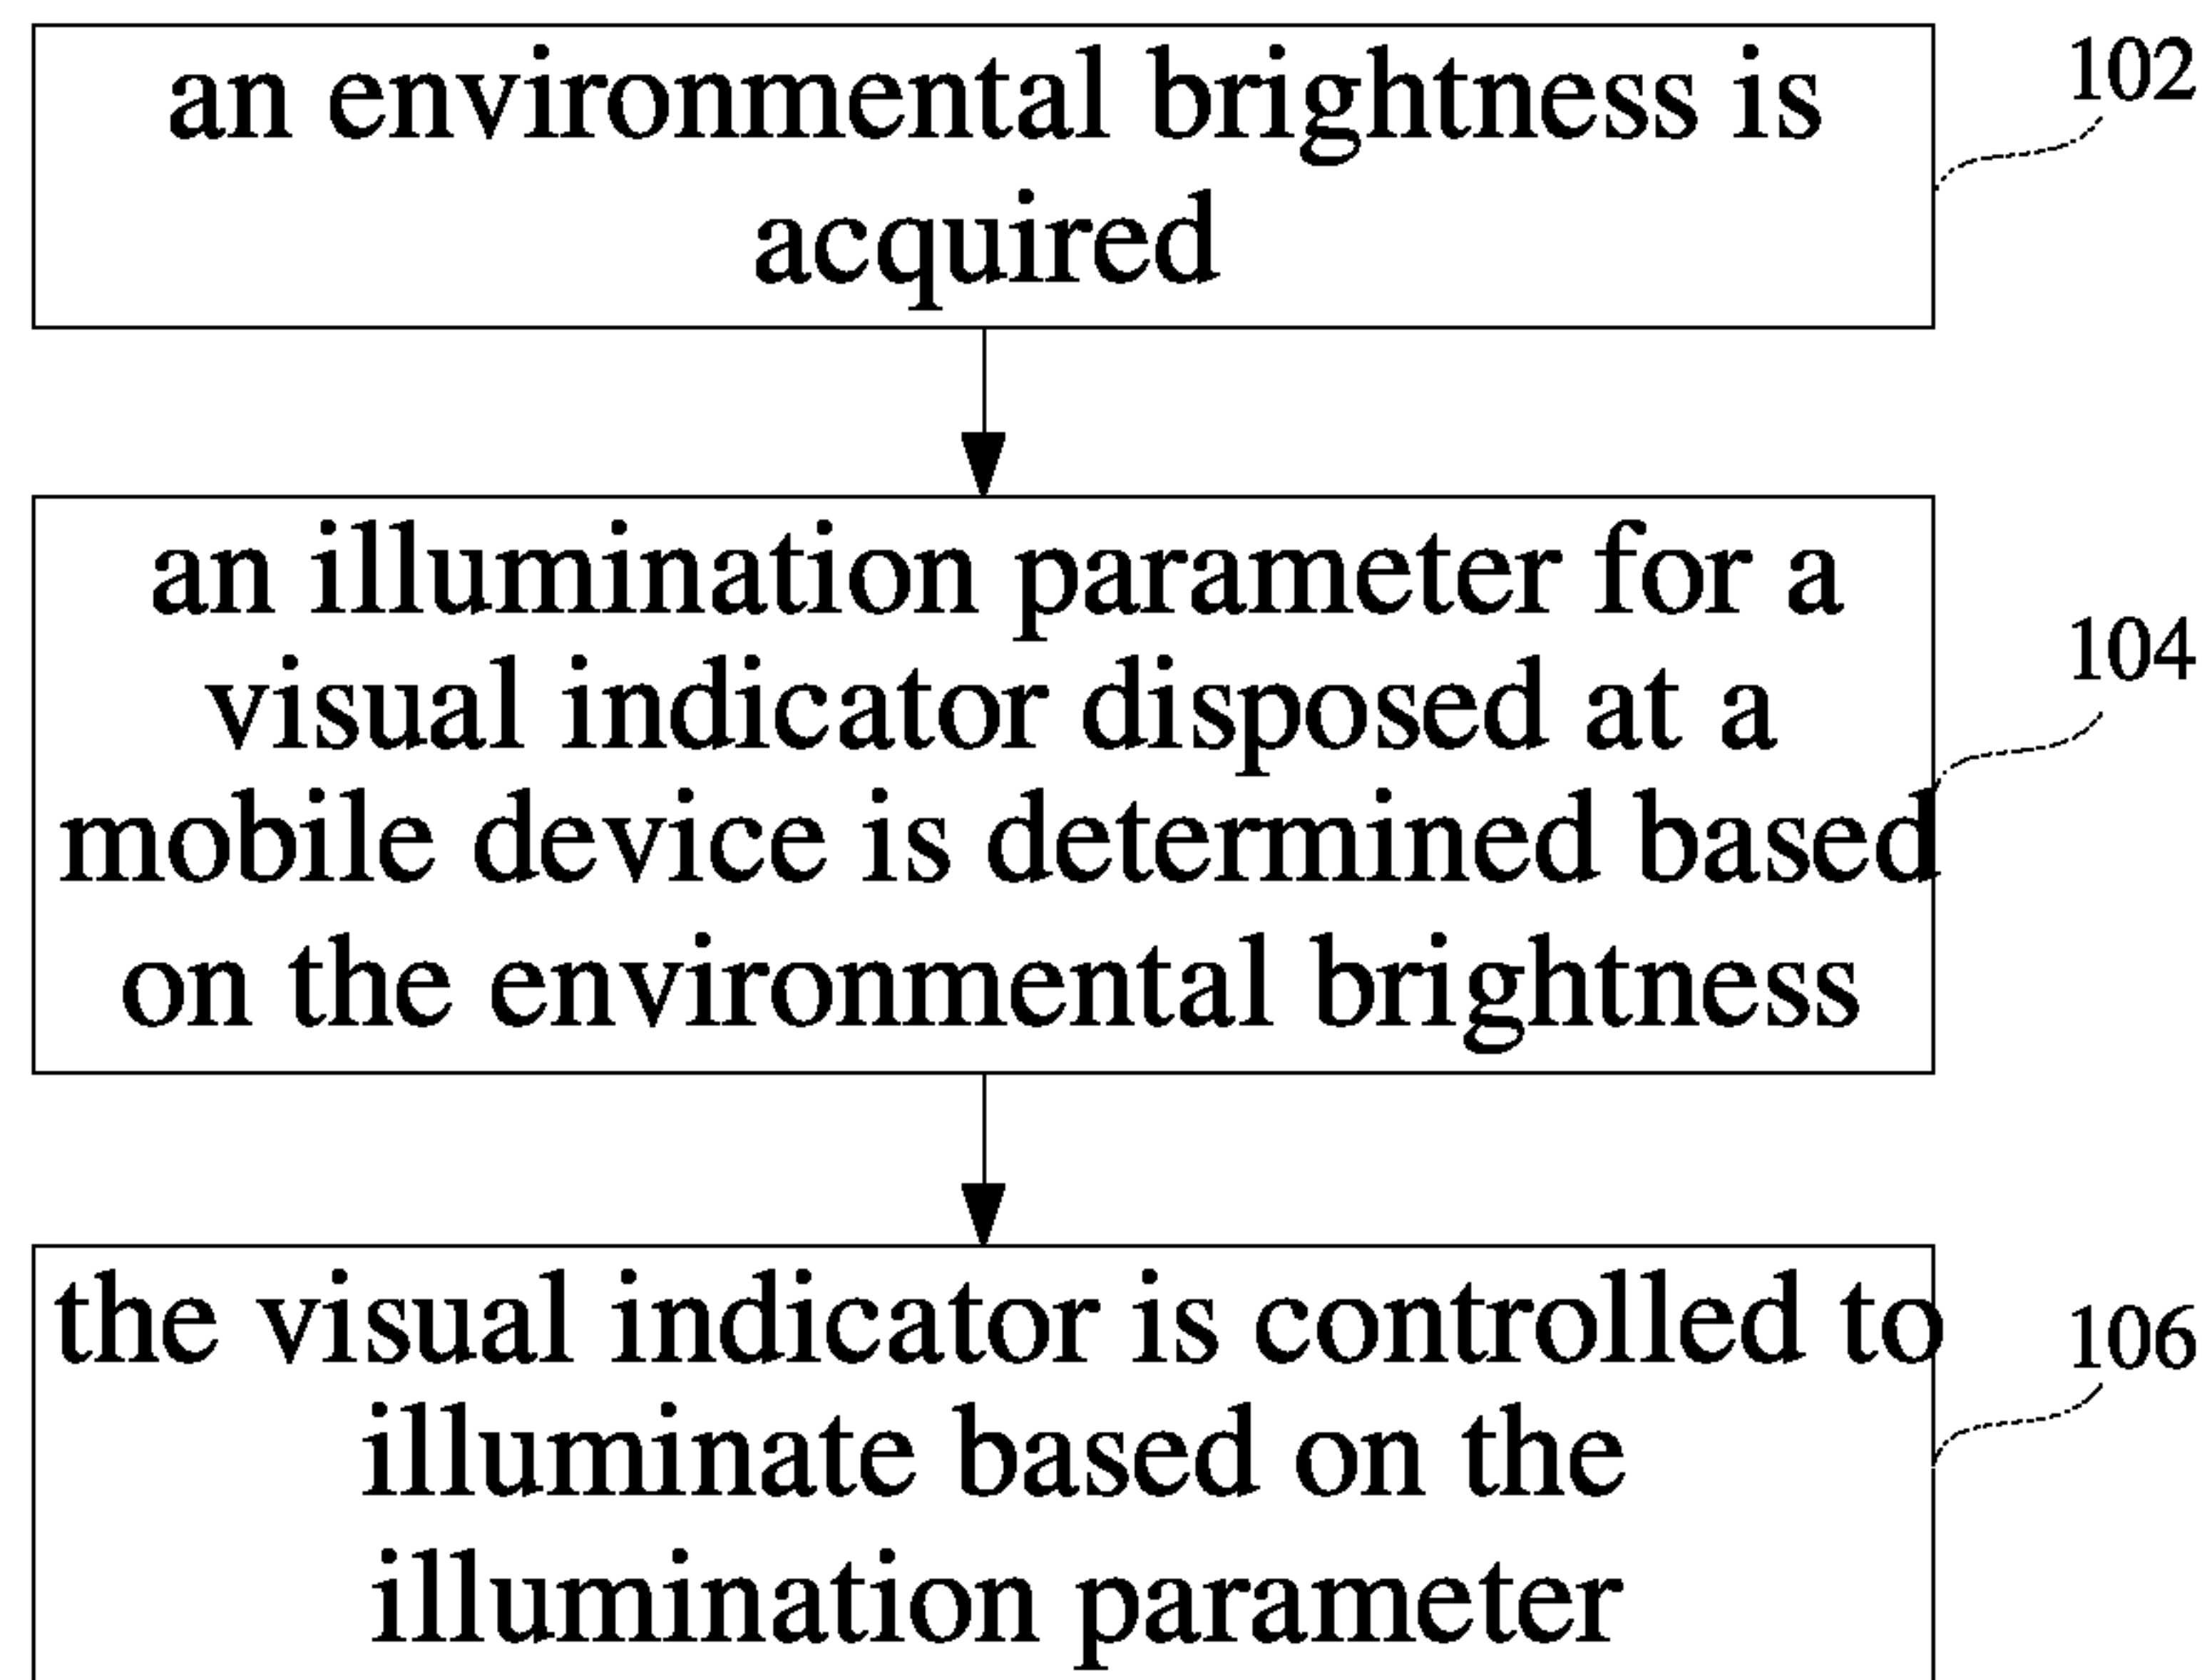 an environmental brightness is
acquired
102
an illumination parameter for a
visual indicator disposed at a
mobile device is determined based
on the environmental brightness
104
the visual indicator is controlled to
illuminate based on the
illumination parameter
106